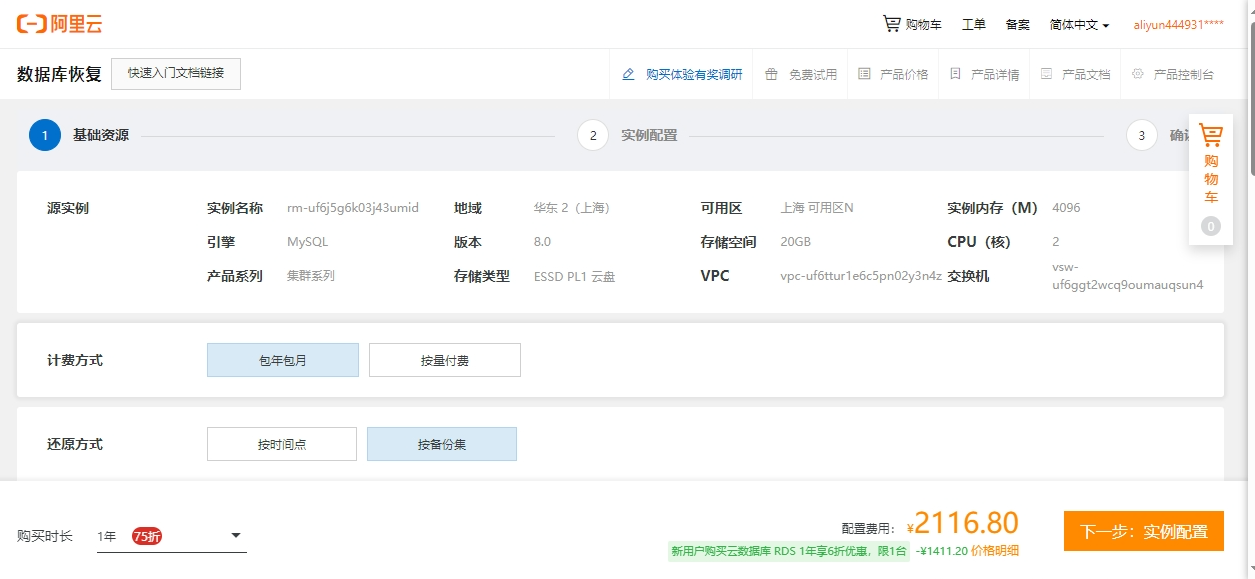 阿里云 购物车 工单 备案 简体中文 aliyun444931****
数据库恢复 快速入门文档链接 购买体验有奖调研 免费试用 产品价格 产品详情 产品文档 产品控制台
1 基础资源 2 实例配置 3 确
购物车
0
源实例 实例名称 rm-uf6j5g6k03j43umid 地域 华东 2（上海） 可用区 上海 可用区N 实例内存（M） 4096
引擎 MySQL 版本 8.0 存储空间 20GB CPU（核） 2
产品系列 集群系列 存储类型 ESSD PL1 云盘 VPC vpc-uf6ttur1e6c5pn02y3n4z 交换机 vsw-
uf6ggt2wcq9oumauqsun4
计费方式 包年包月 按量付费
还原方式 按时间点 按备份集
购买时长 1年 75折 配置费用： ¥2116.80 下一步：实例配置
新用户购买云数据库 RDS 1年享6折优惠，限1台 -¥1411.20 价格明细